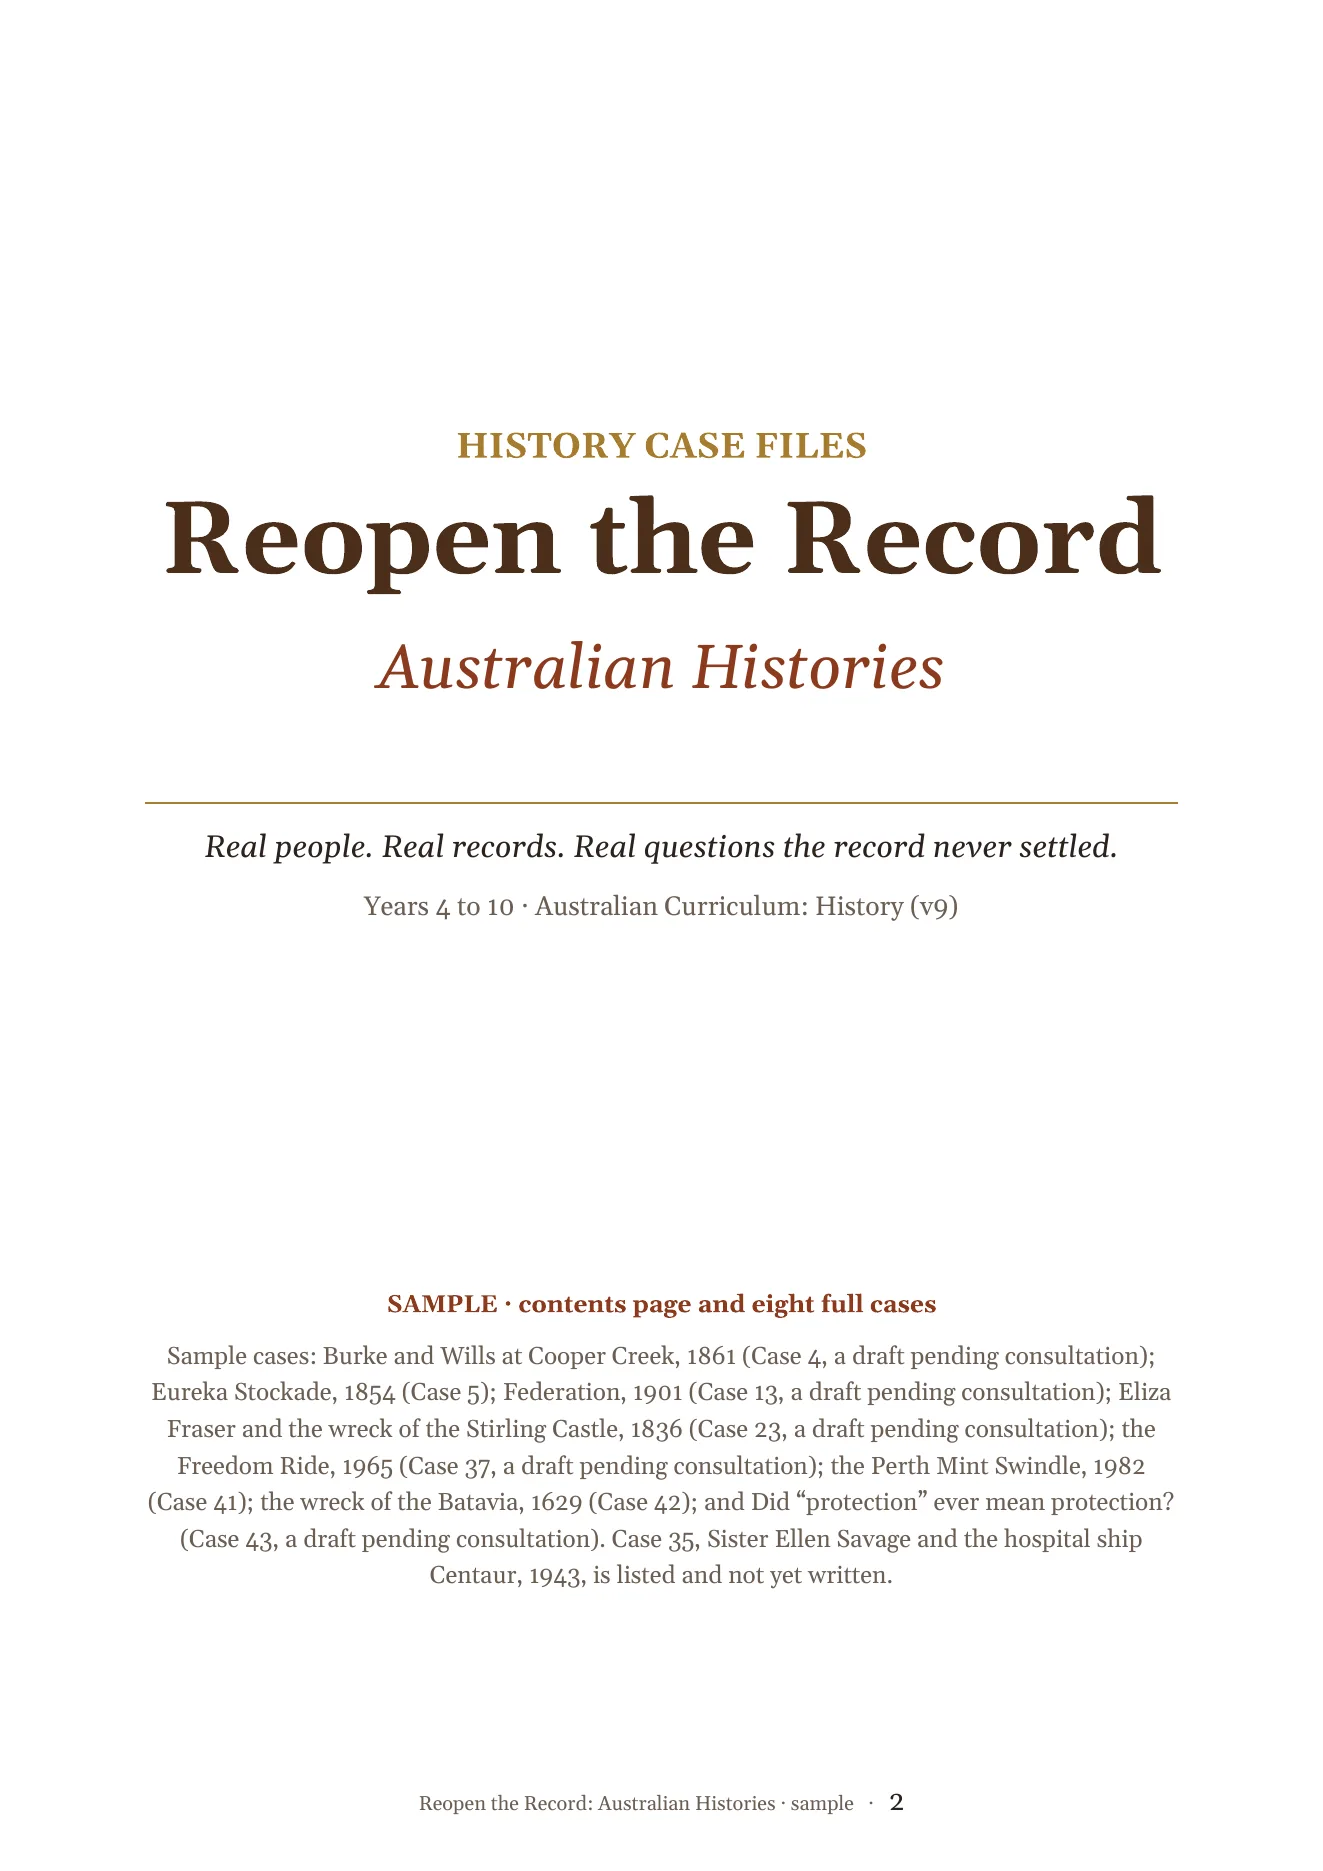 HISTORY CASE FILES
Reopen the Record
Australian Histories
Real people. Real records. Real questions the record never settled.
Years 4 to 10 · Australian Curriculum: History (v9)
SAMPLE · contents page and eight full cases
Sample cases: Burke and Wills at Cooper Creek, 1861 (Case 4, a draft pending consultation);
Eureka Stockade, 1854 (Case 5); Federation, 1901 (Case 13, a draft pending consultation); Eliza
Fraser and the wreck of the Stirling Castle, 1836 (Case 23, a draft pending consultation); the
Freedom Ride, 1965 (Case 37, a draft pending consultation); the Perth Mint Swindle, 1982
(Case 41); the wreck of the Batavia, 1629 (Case 42); and Did “protection” ever mean protection?
(Case 43, a draft pending consultation). Case 35, Sister Ellen Savage and the hospital ship
Centaur, 1943, is listed and not yet written.
Reopen the Record: Australian Histories · sample · 2